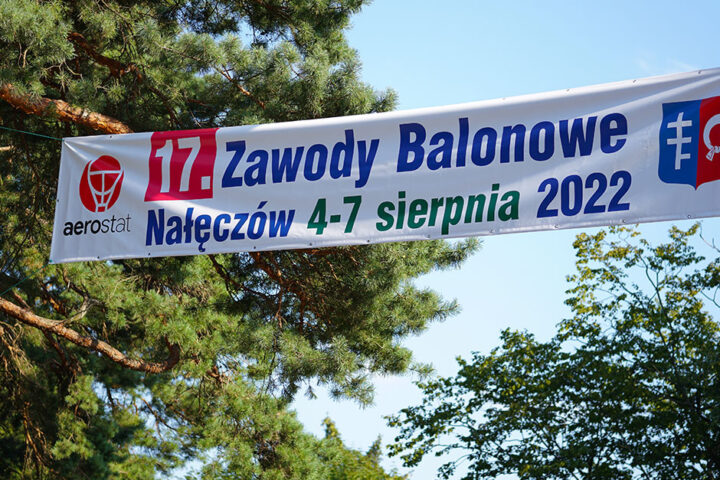 17. Zawody Balonowe
aerostat
Nałęczów 4-7 sierpnia 2022